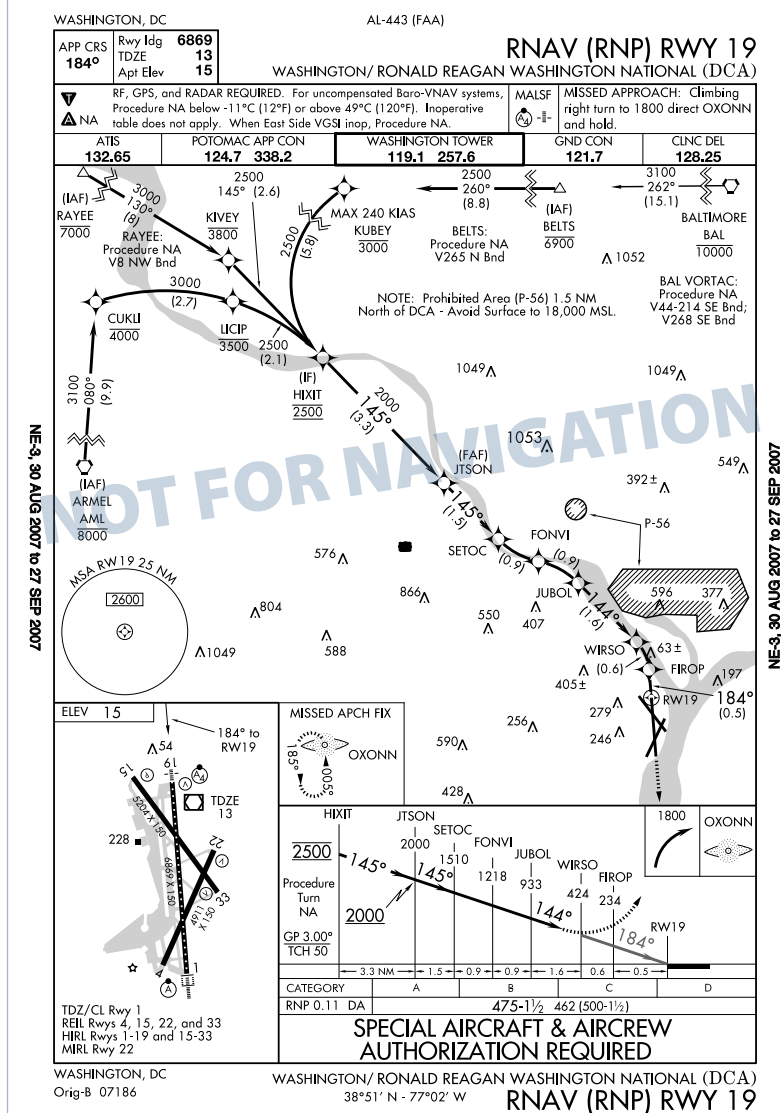 WASHINGTON, DC
AL-443 (FAA)
RNAV (RNP) RWY 19
WASHINGTON/ RONALD REAGAN WASHINGTON NATIONAL (DCA)
APP CRS
184°
Rwy ldg 6869
TDZE 13
Apt Elev 15
T
A NA
RF, GPS, and RADAR REQUIRED. For uncompensated Baro-VNAV systems,
Procedure NA below -11°C (12°F) or above 49°C (120°F). Inoperative
table does not apply. When East Side VGSI inop, Procedure NA.
MALSF
A4
MISSED APPROACH: Climbing
right turn to 1800 direct OXONN
and hold.
ATIS
132.65
POTOMAC APP CON
124.7 338.2
WASHINGTON TOWER
119.1 257.6
GND CON
121.7
CLNC DEL
128.25
(IAF)
RAYEE
7000
3000
130°
(8)
RAYEE:
Procedure NA
V8 NW Bnd
2500
145° (2.6)
KIVEY
3800
MAX 240 KIAS
KUBEY
3000
2500
(5.8)
2500
260°
(8.8)
BELTS:
Procedure NA
V265 N Bnd
(IAF)
BELTS
6900
3100
262°
(15.1)
BALTIMORE
BAL
10000
1052
BAL VORTAC:
Procedure NA
V44-214 SE Bnd;
V268 SE Bnd
NOTE: Prohibited Area (P-56) 1.5 NM
North of DCA - Avoid Surface to 18,000 MSL.
3000
(2.7)
CUKLI
4000
LICIP
3500
2500
(2.1)
(IF)
HIXIT
2500
3100
080°
(9.9)
(IAF)
ARMEL
AML
8000
2000
145°
(3.3)
1049
1049
1053
549
392±
(FAF)
JTSON
145°
(1.5)
SETOC
(0.9)
FONVI
(0.9)
JUBOL
P-56
596
377
144°
(1.6)
WIRSO
63±
(0.6)
FIROP
197
RW19
184°
(0.5)
NOT FOR NAVIGATION
576
866
804
550
407
588
1049
405±
279
256
246
590
428
MSA RW19 25 NM
2600
NE-3, 30 AUG 2007 to 27 SEP 2007
NE-3, 30 AUG 2007 to 27 SEP 2007
ELEV 15
184° to
RW19
54
15
19
P
V
A4
TDZE
13
5204 X 150
22
V
228
6869 X 150
V
33
4911
X 150
4
1
A
TDZ/CL Rwy 1
REIL Rwys 4, 15, 22, and 33
HIRL Rwys 1-19 and 15-33
MIRL Rwy 22
MISSED APCH FIX
185°
OXONN
005°
HIXIT
2500
145°
JTSON
2000
SETOC
1510
FONVI
1218
JUBOL
933
WIRSO
424
FIROP
234
RW19
145°
144°
184°
2000
Procedure
Turn
NA
GP 3.00°
TCH 50
1800
OXONN
3.3 NM
1.5
0.9
0.9
1.6
0.6
0.5
CATEGORY A B C D
RNP 0.11 DA 475-1½ 462 (500-1½)
SPECIAL AIRCRAFT & AIRCREW
AUTHORIZATION REQUIRED
WASHINGTON, DC
Orig-B 07186
38°51' N - 77°02' W
WASHINGTON/ RONALD REAGAN WASHINGTON NATIONAL (DCA)
RNAV (RNP) RWY 19